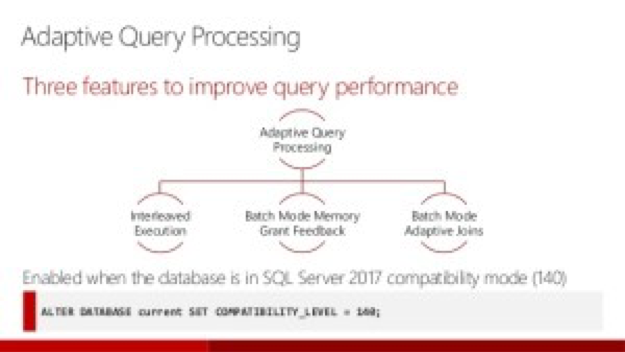 Adaptive Query Processing
Three features to improve query performance
Adaptive Query
Processing
Interleaved
Execution
Batch Mode Memory
Grant Feedback
Batch Mode
Adaptive Joins
Enabled when the database is in SQL Server 2017 compatibility mode (140)
ALTER DATABASE current SET COMPATIBILITY_LEVEL = 140;